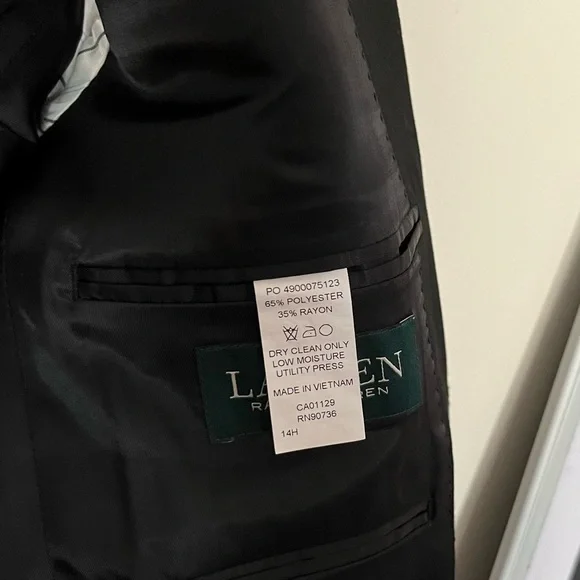 PO 4900075123
65% POLYESTER
35% RAYON
DRY CLEAN ONLY
LOW MOISTURE
UTILITY PRESS
MADE IN VIETNAM
CA01129
RN90736
14H